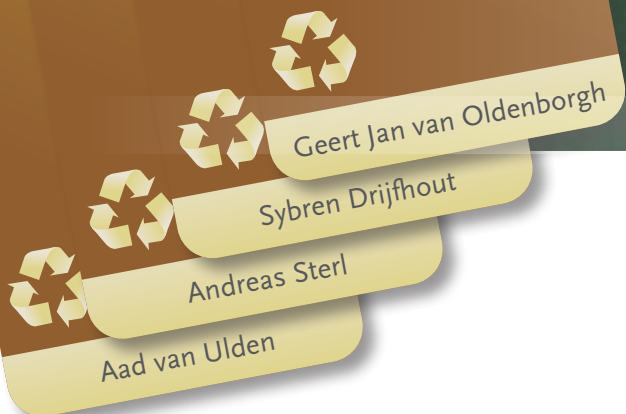 Geert Jan van Oldenborgh
Sybren Drijfhout
Andreas Sterl
Aad van Ulden